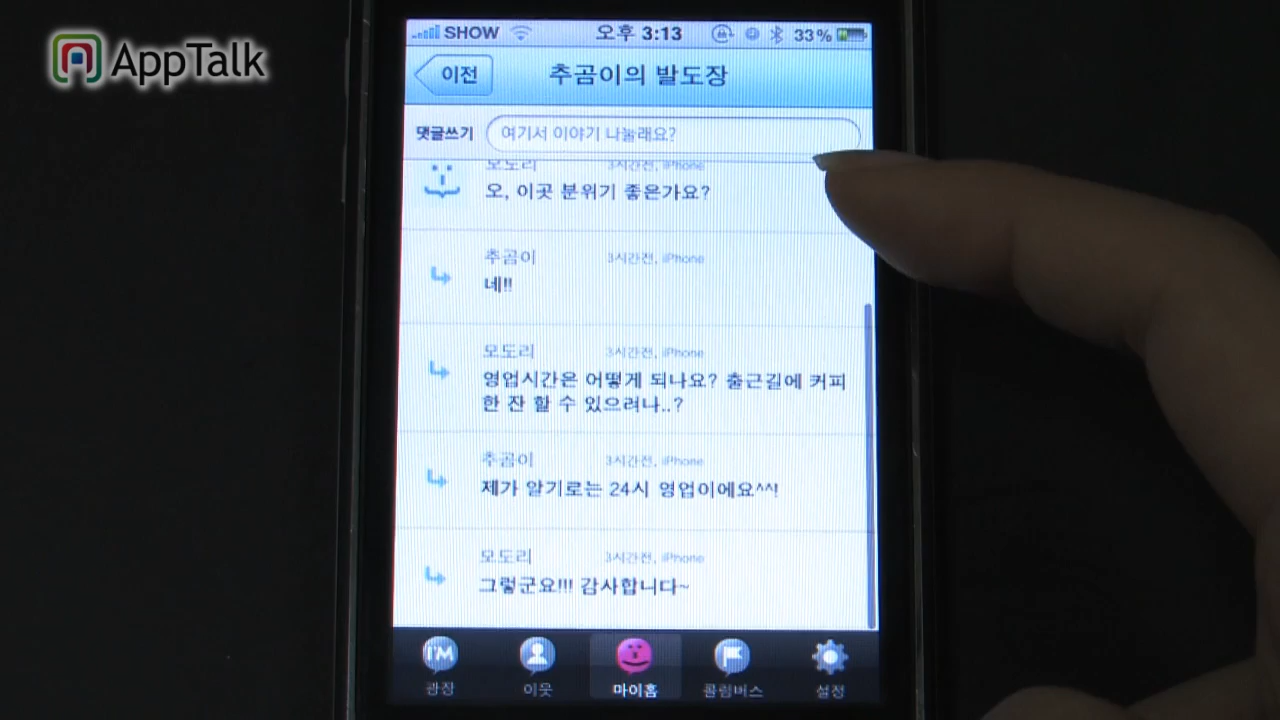 AppTalk
SHOW 오후 3:13 33%
이전 추곰이의 발도장
댓글쓰기 여기서 이야기 나눌래요?
모도리 3시간전, iPhone
오, 이곳 분위기 좋은가요?
추곰이 3시간전, iPhone
네!!
모도리 3시간전, iPhone
영업시간은 어떻게 되나요? 출근길에 커피
한 잔 할 수 있으려나..?
추곰이 3시간전, iPhone
제가 알기로는 24시 영업이에요^^!
모도리 3시간전, iPhone
그렇군요!!! 감사합니다~
I'M
광장 이웃 마이홈 콜럼버스 설정